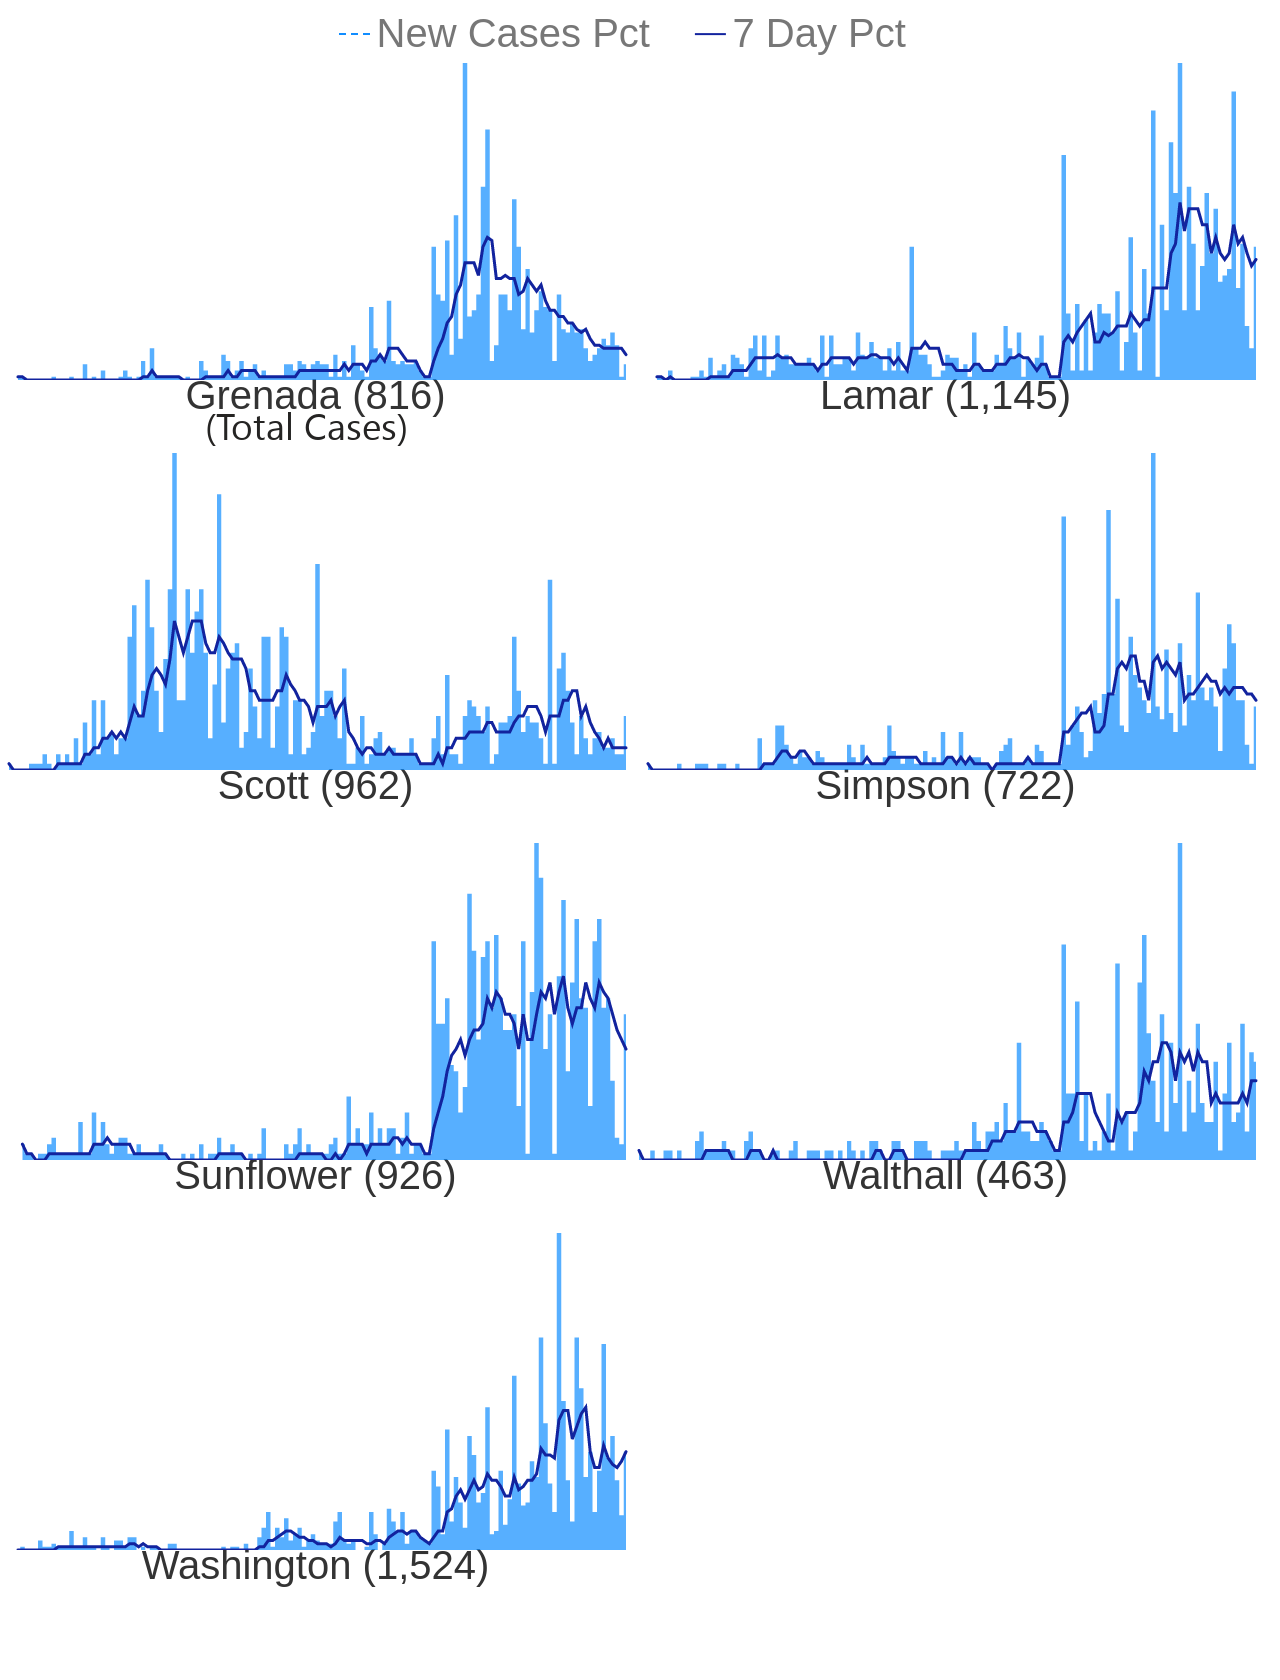 New Cases Pct 7 Day Pct
Grenada (816) Lamar (1,145)
(Total Cases)
Scott (962) Simpson (722)
Sunflower (926) Walthall (463)
Washington (1,524)